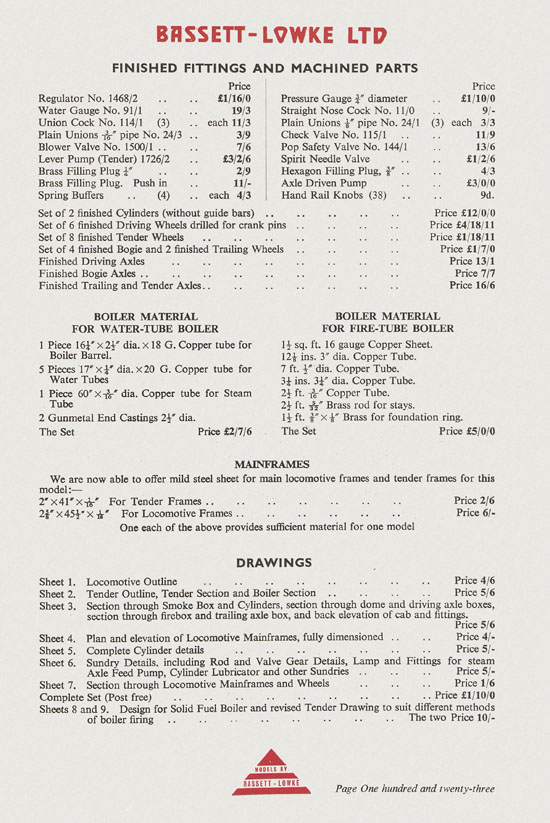 BASSETT-LOWKE LTD
FINISHED FITTINGS AND MACHINED PARTS
Price
Regulator No. 1468/2 .. .. £1/16/0
Water Gauge No. 91/1 .. .. 19/3
Union Cock No. 114/1 (3) .. each 11/3
Plain Unions 3/16″ pipe No. 24/3 .. 3/9
Blower Valve No. 1500/1 .. .. 7/6
Lever Pump (Tender) 1726/2 .. £3/2/6
Brass Filling Plug ¼″ .. .. 2/9
Brass Filling Plug. Push in .. 11/-
Spring Buffers .. (4) .. each 4/3
Price
Pressure Gauge ¾″ diameter .. £1/10/0
Straight Nose Cock No. 11/0 .. 9/-
Plain Unions ⅛″ pipe No. 24/1 (3) each 3/3
Check Valve No. 115/1 .. 11/9
Pop Safety Valve No. 144/1 .. 13/6
Spirit Needle Valve .. £1/2/6
Hexagon Filling Plug, ⅜″ .. .. 4/3
Axle Driven Pump .. £3/0/0
Hand Rail Knobs (38) .. .. 9d.
Set of 2 finished Cylinders (without guide bars) .. .. .. .. .. Price £12/0/0
Set of 6 finished Driving Wheels drilled for crank pins .. .. .. .. Price £4/18/11
Set of 8 finished Tender Wheels .. .. .. .. .. .. Price £1/18/11
Set of 4 finished Bogie and 2 finished Trailing Wheels .. .. .. .. Price £1/7/0
Finished Driving Axles .. .. .. .. .. .. .. Price 13/1
Finished Bogie Axles .. .. .. .. .. .. .. .. Price 7/7
Finished Trailing and Tender Axles.. .. .. .. .. .. .. Price 16/6
BOILER MATERIAL
FOR WATER-TUBE BOILER
1 Piece 16¼″×2½″ dia.×18 G. Copper tube for
Boiler Barrel.
5 Pieces 17″×¼″ dia.×20 G. Copper tube for
Water Tubes
1 Piece 60″×3/16″ dia. Copper tube for Steam
Tube
2 Gunmetal End Castings 2½″ dia.
The Set Price £2/7/6
BOILER MATERIAL
FOR FIRE-TUBE BOILER
1½ sq. ft. 16 gauge Copper Sheet.
12⅛ ins. 3″ dia. Copper Tube.
7 ft. ½″ dia. Copper Tube.
3¼ ins. 3¼″ dia. Copper Tube.
2½ ft. 3/16″ Copper Tube.
2½ ft. 5/32″ Brass rod for stays.
1½ ft. ⅜″×⅛″ Brass for foundation ring.
The Set Price £5/0/0
MAINFRAMES
We are now able to offer mild steel sheet for main locomotive frames and tender frames for this
model:—
2″×41″×1/16″ For Tender Frames .. .. .. .. .. .. Price 2/6
2⅜″×45½″×⅛″ For Locomotive Frames .. .. .. .. .. Price 6/-
One each of the above provides sufficient material for one model
DRAWINGS
Sheet 1. Locomotive Outline .. .. .. .. .. .. .. Price 4/6
Sheet 2. Tender Outline, Tender Section and Boiler Section .. .. .. .. Price 5/6
Sheet 3. Section through Smoke Box and Cylinders, section through dome and driving axle boxes,
section through firebox and trailing axle box, and back elevation of cab and fittings.
Price 5/6
Sheet 4. Plan and elevation of Locomotive Mainframes, fully dimensioned .. .. Price 4/-
Sheet 5. Complete Cylinder details .. .. .. .. .. .. Price 5/-
Sheet 6. Sundry Details. including Rod and Valve Gear Details, Lamp and Fittings for steam
Axle Feed Pump, Cylinder Lubricator and other Sundries .. .. .. Price 5/-
Sheet 7. Section through Locomotive Mainframes and Wheels .. .. .. Price 1/6
Complete Set (Post free) .. .. .. .. .. .. .. .. Price £1/10/0
Sheets 8 and 9. Design for Solid Fuel Boiler and revised Tender Drawing to suit different methods
of boiler firing .. .. .. .. .. .. .. The two Price 10/-
MODELS BY
BASSETT-LOWKE
Page One hundred and twenty-three